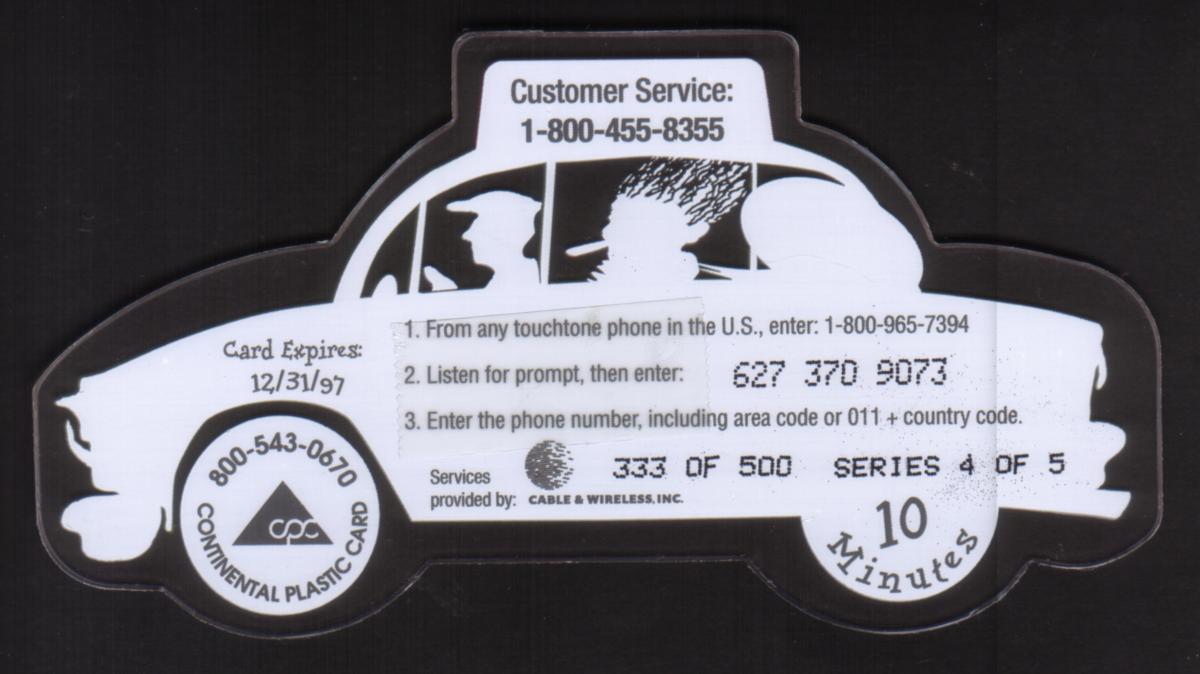 Customer Service:
1-800-455-8355
1. From any touchtone phone in the U.S., enter: 1-800-965-7394
Card Expires:
12/31/97
2. Listen for prompt, then enter: 627 370 9073
3. Enter the phone number, including area code or 011 + country code.
800-543-0670
cpc
CONTINENTAL PLASTIC CARD
Services
provided by:
CABLE & WIRELESS, INC.
333 OF 500 SERIES 4 OF 5
10
Minutes